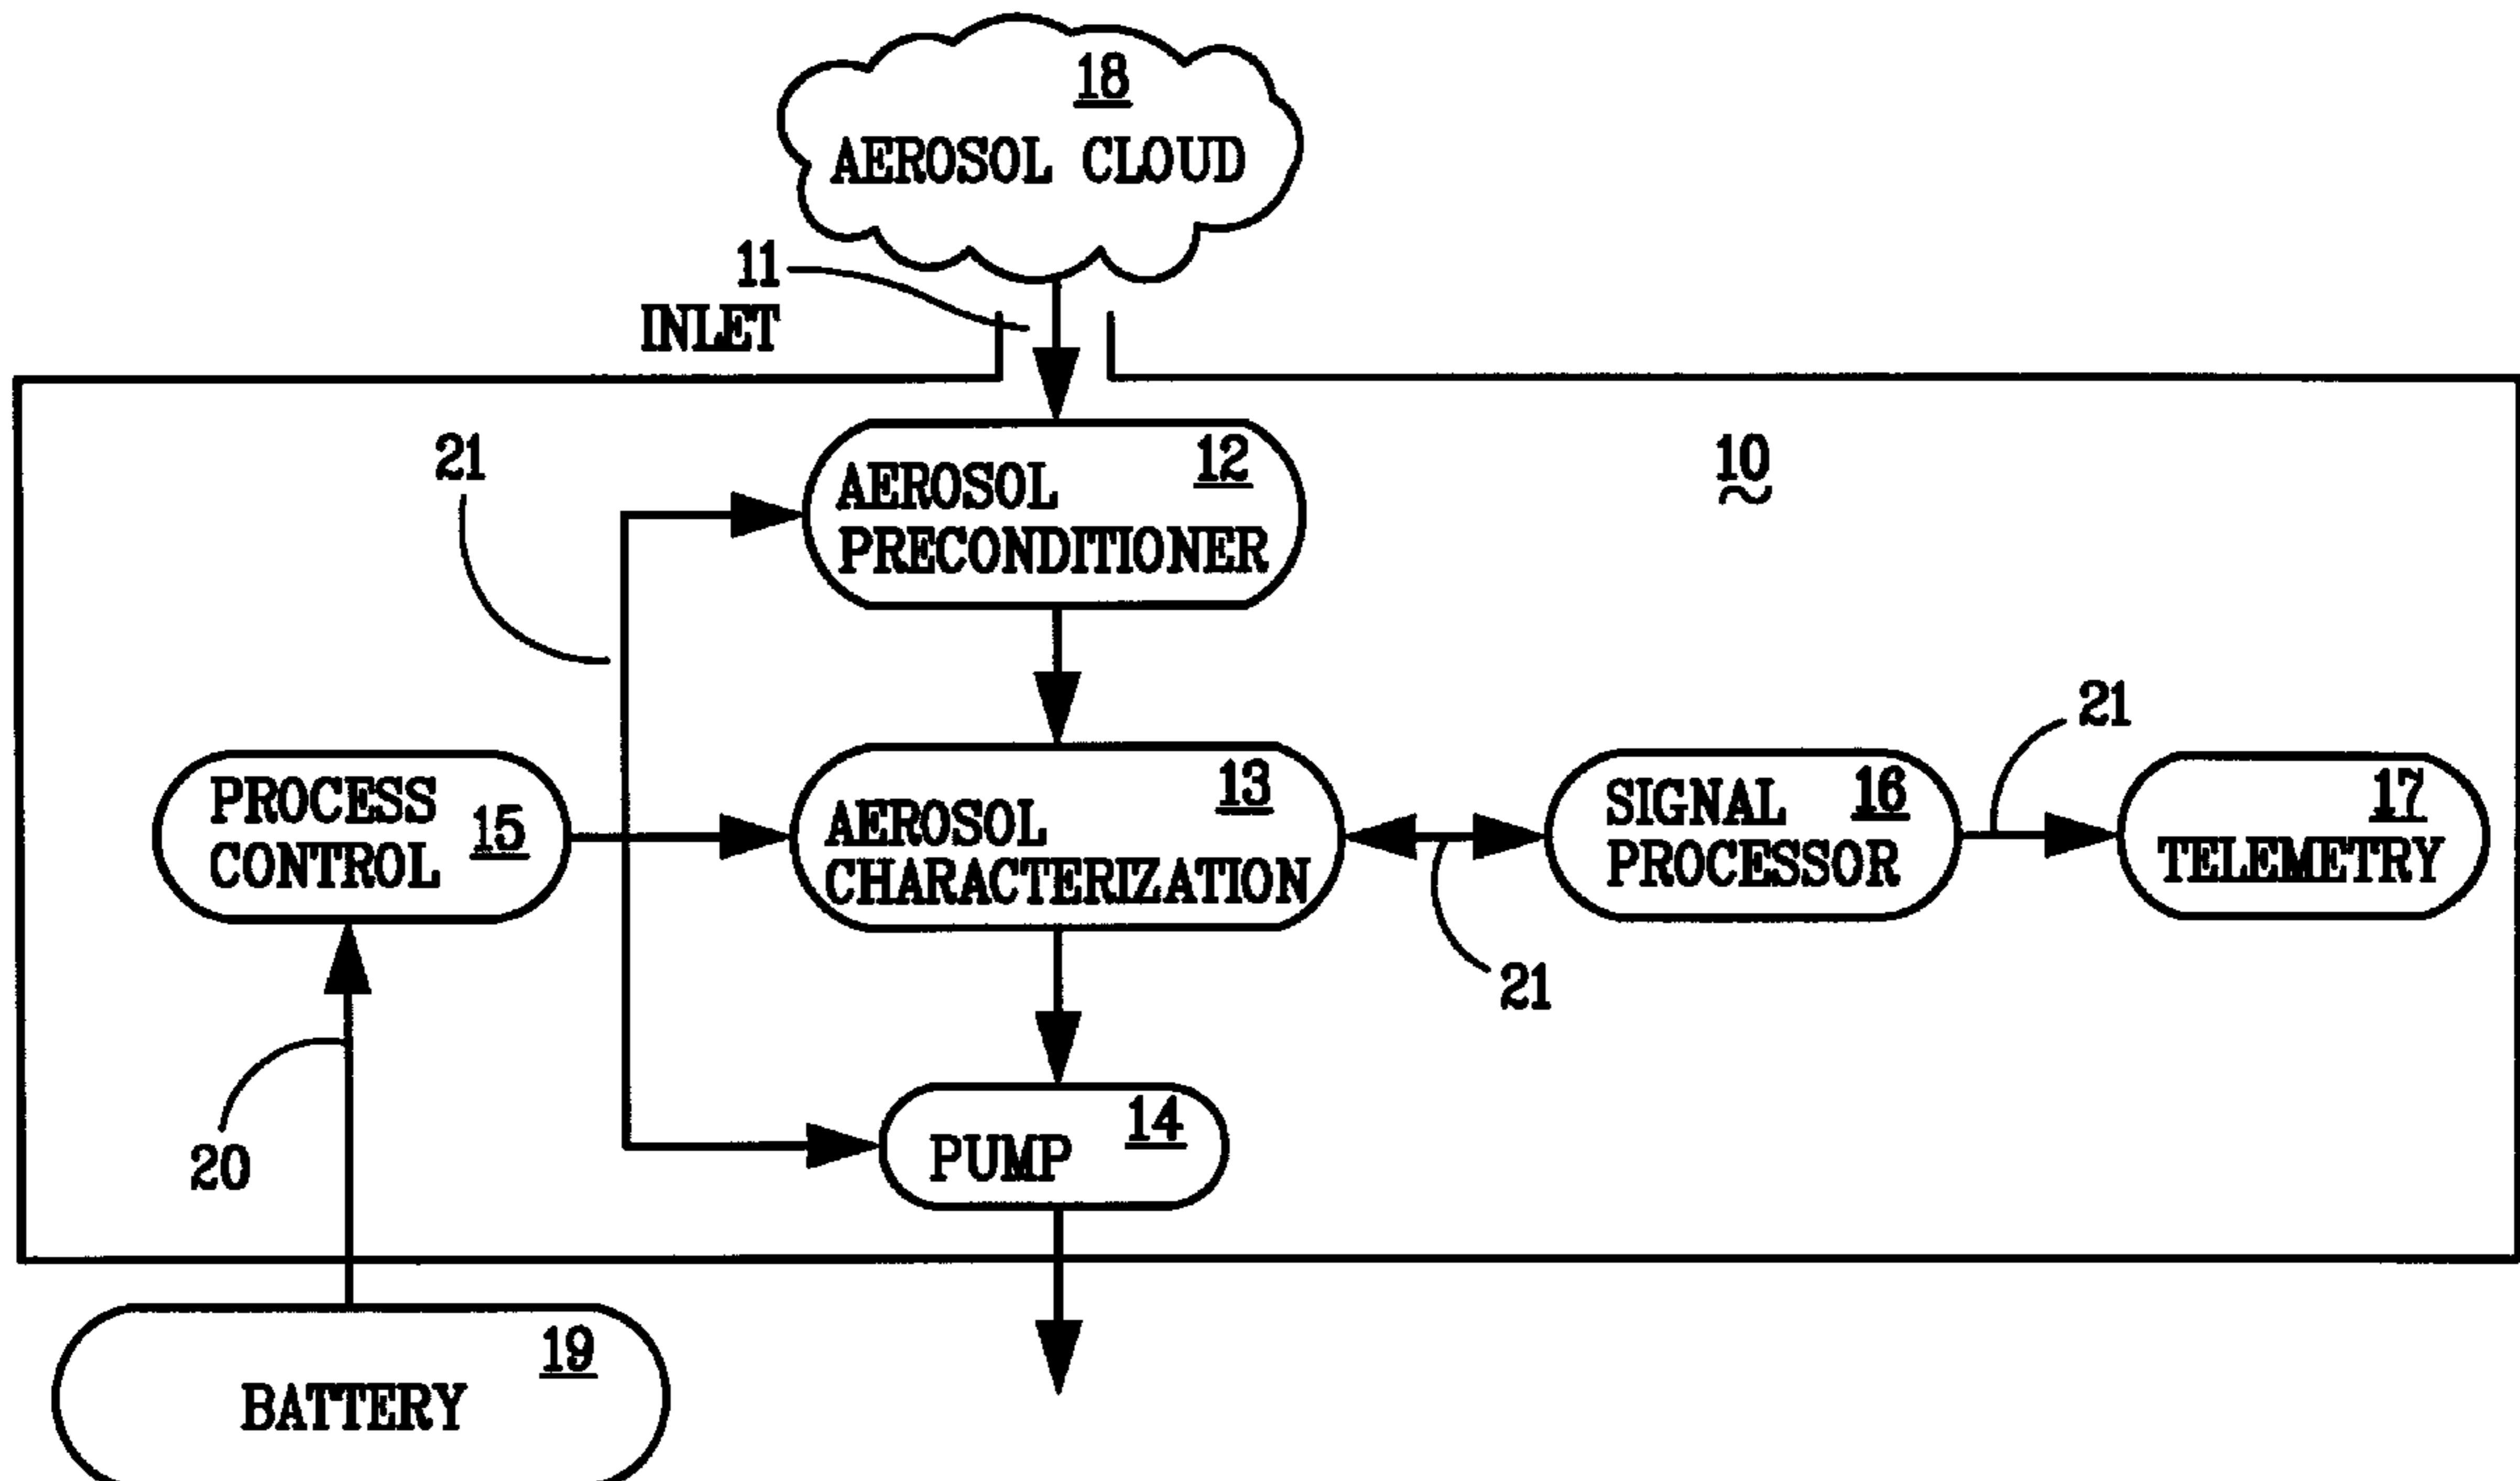 18
AEROSOL CLOUD
11
INLET
21
12
AEROSOL
PRECONDITIONER
10
21
PROCESS
CONTROL
15
13
AEROSOL
CHARACTERIZATION
SIGNAL
PROCESSOR
16
17
TELEMETRY
21
20
14
PUMP
19
BATTERY